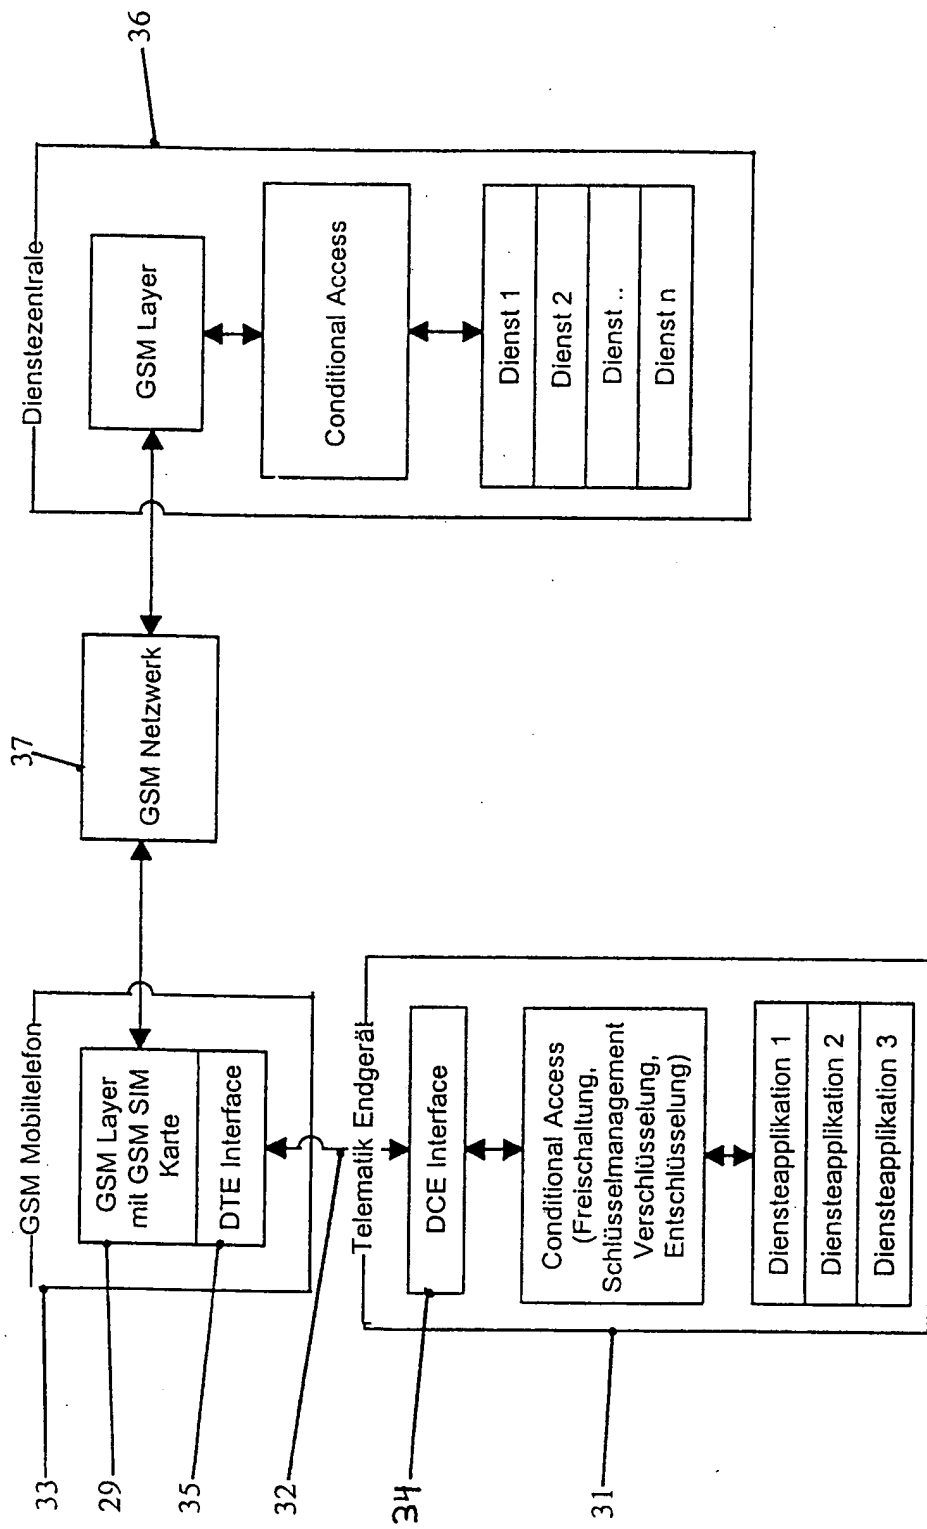 33
GSM Mobiltelefon
29
GSM Layer
mit GSM SIM
Karte
35
DTE Interface
32
37
GSM Netzwerk
36
Dienstezentrale
GSM Layer
Conditional Access
Dienst 1
Dienst 2
Dienst ..
Dienst n
Telematik Endgerät
34
DCE Interface
Conditional Access
(Freischaltung,
Schlüsselmanagement
Verschlüsselung,
Entschlüsselung)
31
Diensteapplikation 1
Diensteapplikation 2
Diensteapplikation 3